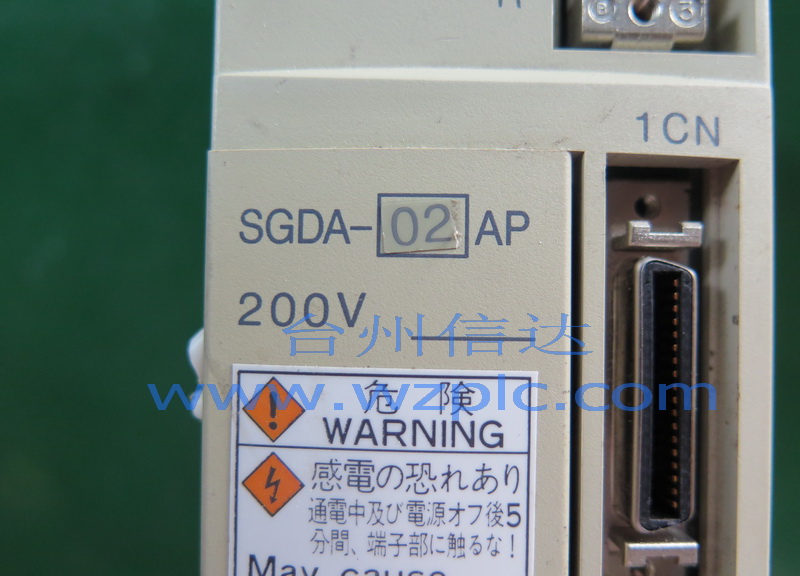 1CN
SGDA-02AP
200V
台州信达
www.wzplc.com
危険
WARNING
感電の恐れあり
通電中及び電源オフ後5
分間、端子部に触るな!
May cause